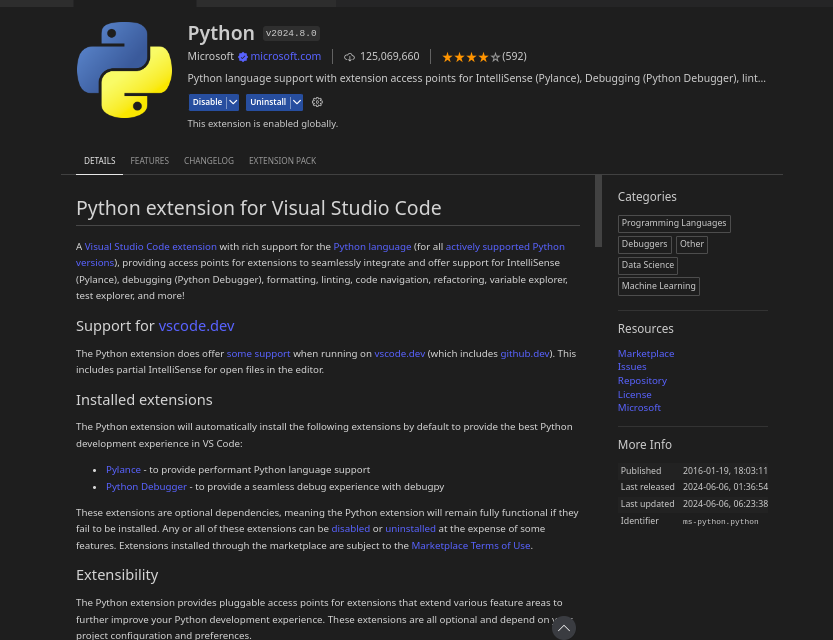 Python v2024.8.0
Microsoft microsoft.com 125,069,660 (592)
Python language support with extension access points for IntelliSense (Pylance), Debugging (Python Debugger), lint...
Disable Uninstall
This extension is enabled globally.
DETAILS FEATURES CHANGELOG EXTENSION PACK
Python extension for Visual Studio Code
A Visual Studio Code extension with rich support for the Python language (for all actively supported Python
versions), providing access points for extensions to seamlessly integrate and offer support for IntelliSense
(Pylance), debugging (Python Debugger), formatting, linting, code navigation, refactoring, variable explorer,
test explorer, and more!
Support for vscode.dev
The Python extension does offer some support when running on vscode.dev (which includes github.dev). This
includes partial IntelliSense for open files in the editor.
Installed extensions
The Python extension will automatically install the following extensions by default to provide the best Python
development experience in VS Code:
• Pylance - to provide performant Python language support
• Python Debugger - to provide a seamless debug experience with debugpy
These extensions are optional dependencies, meaning the Python extension will remain fully functional if they
fail to be installed. Any or all of these extensions can be disabled or uninstalled at the expense of some
features. Extensions installed through the marketplace are subject to the Marketplace Terms of Use.
Extensibility
The Python extension provides pluggable access points for extensions that extend various feature areas to
further improve your Python development experience. These extensions are all optional and depend on
project configuration and preferences.
Categories
Programming Languages
Debuggers Other
Data Science
Machine Learning
Resources
Marketplace
Issues
Repository
License
Microsoft
More Info
Published 2016-01-19, 18:03:11
Last released 2024-06-06, 01:36:54
Last updated 2024-06-06, 06:23:38
Identifier ms-python.python